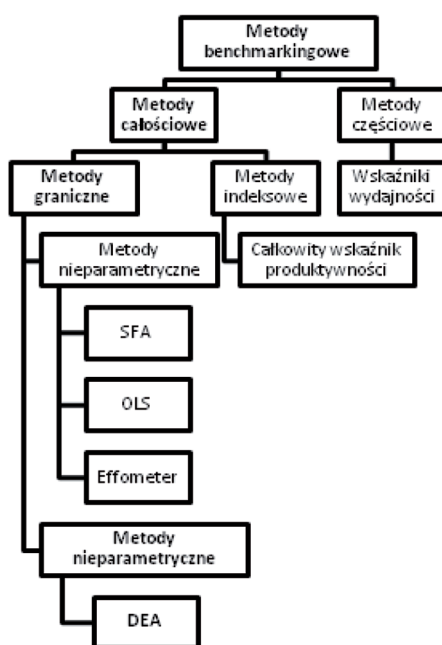 Metody
benchmarkingowe
Metody
całościowe
Metody
częściowe
Metody
graniczne
Metody
indeksowe
Wskaźniki
wydajności
Metody
nieparametryczne
Całkowity wskaźnik
produktywności
SFA
OLS
Effometer
Metody
nieparametryczne
DEA